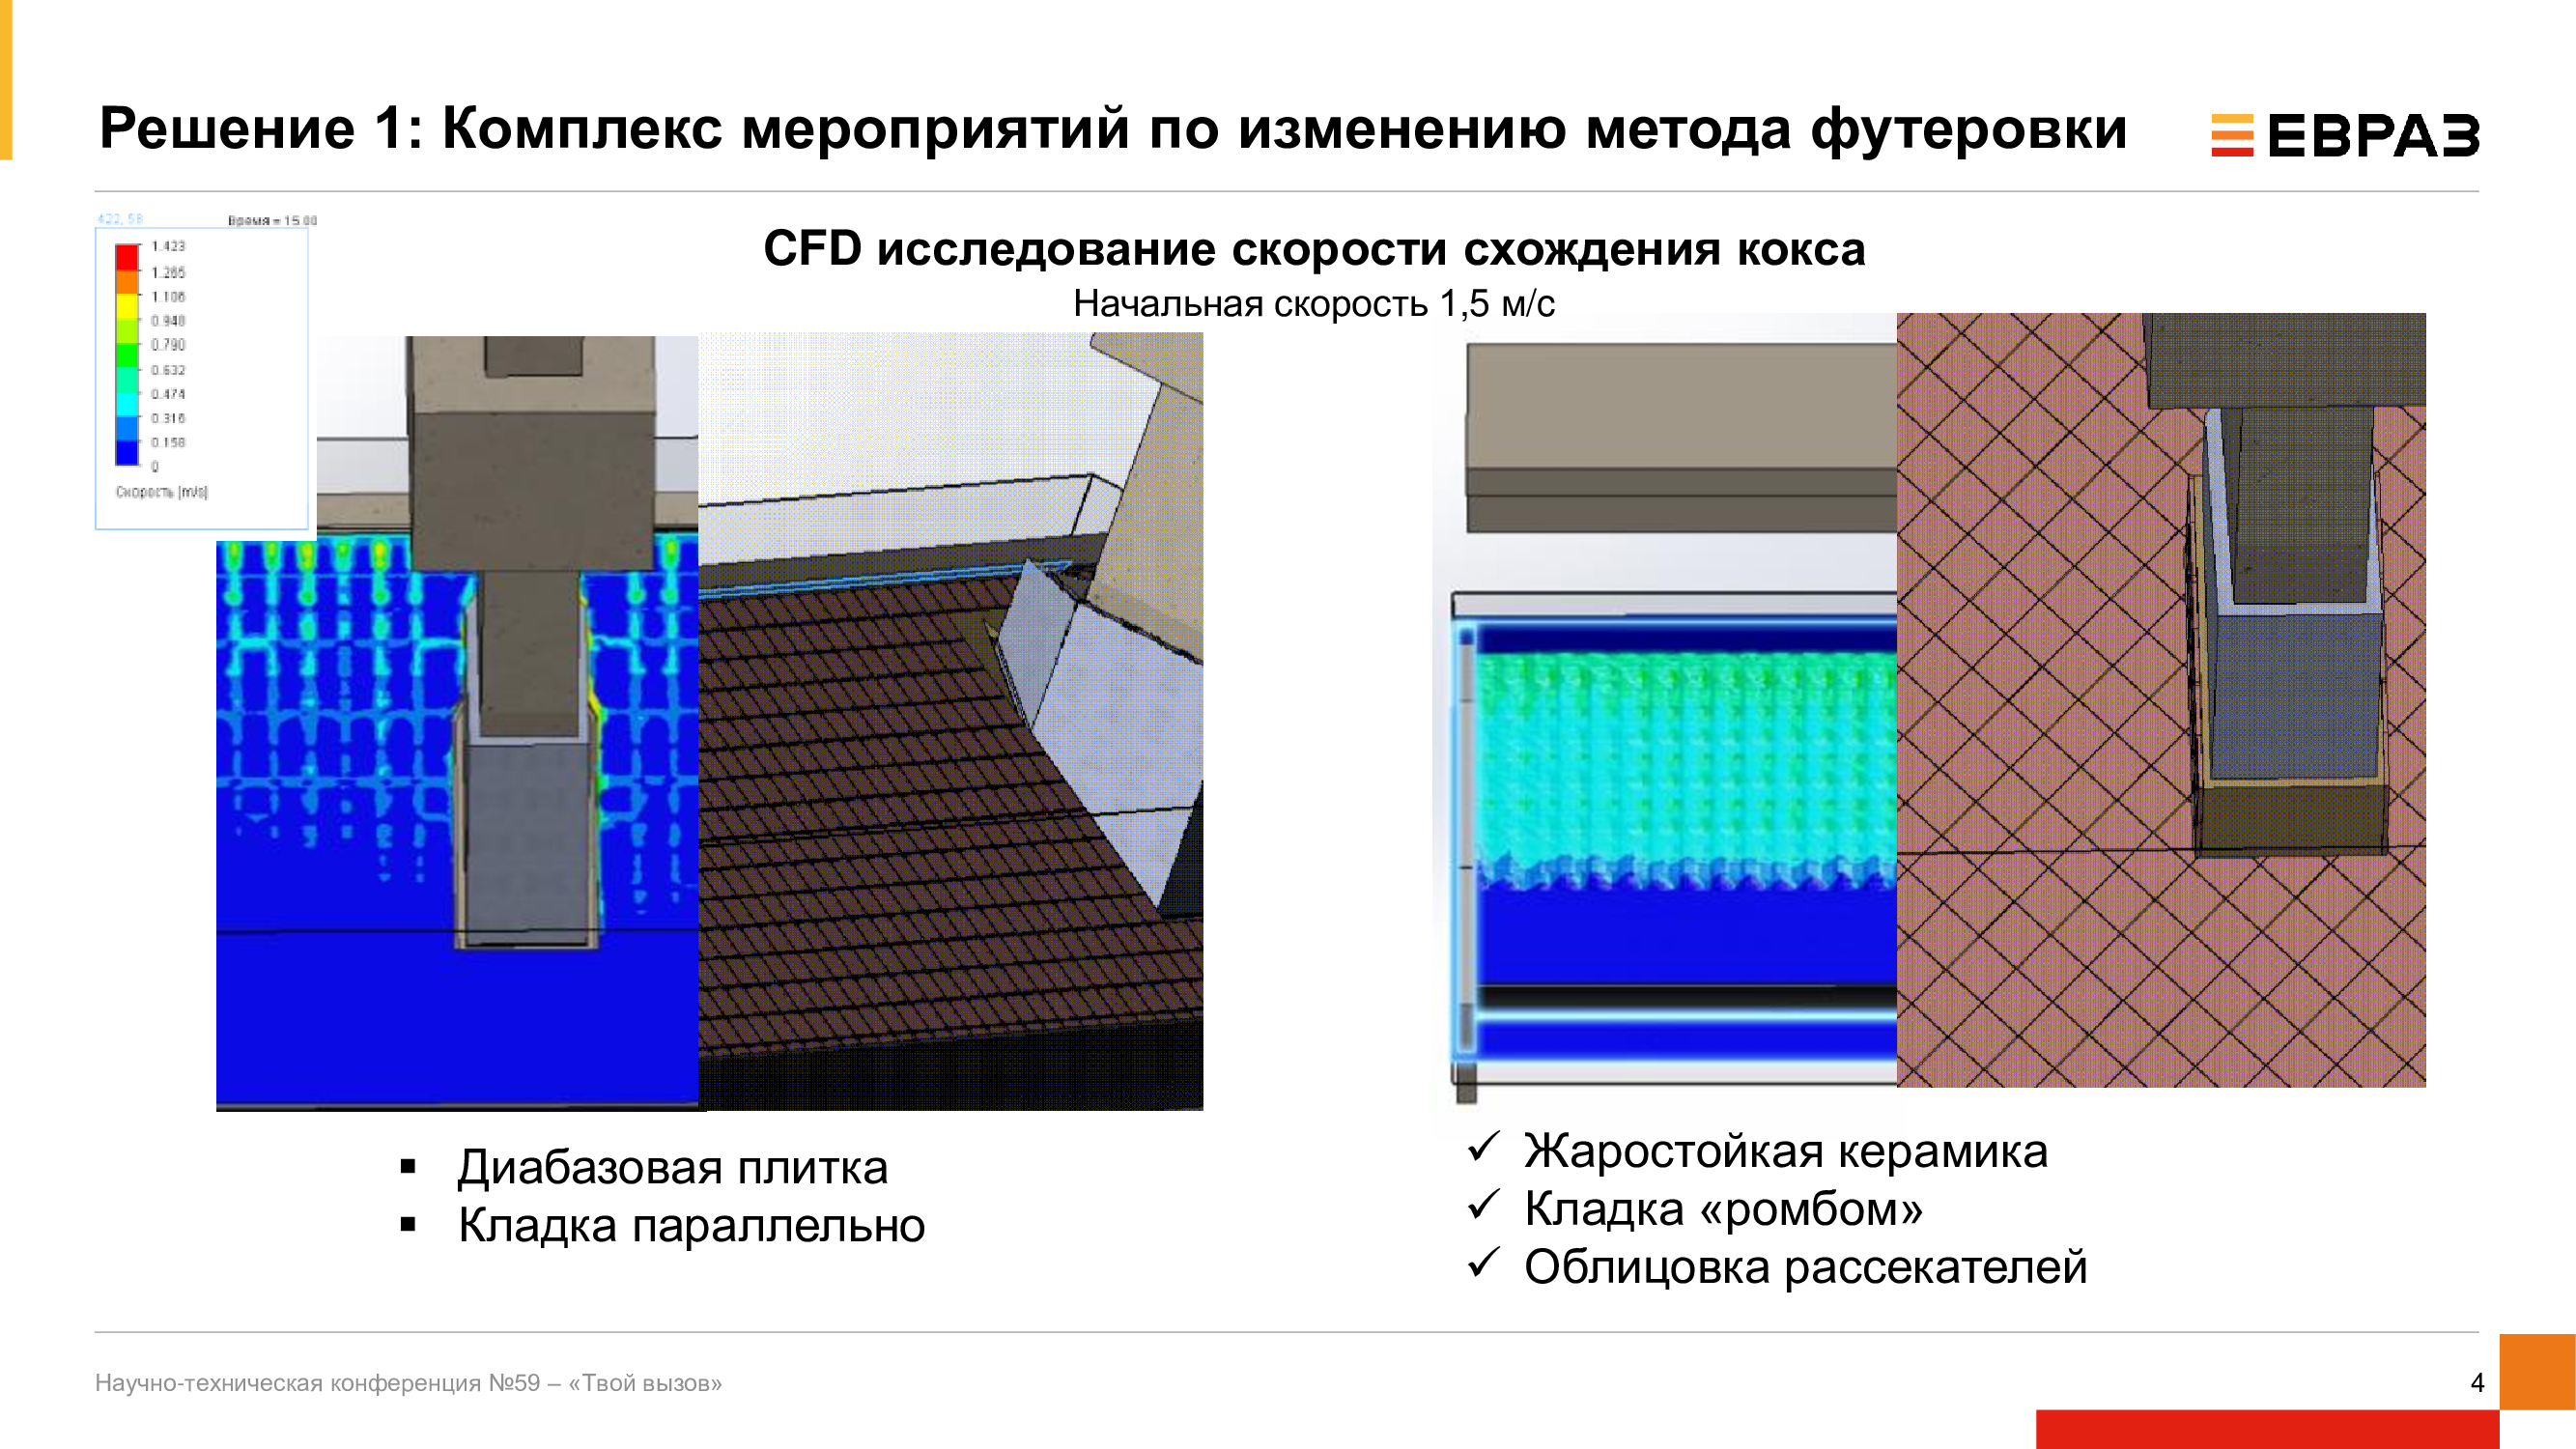 Решение 1: Комплекс мероприятий по изменению метода футеровки
ЕВРАЗ
422, 58
Время = 15.00
CFD исследование скорости схождения кокса
Начальная скорость 1,5 м/с
1.423
1.265
1.106
0.948
0.790
0.632
0.474
0.316
0.158
0
Скорость [m/s]
▪ Диабазовая плитка
▪ Кладка параллельно
✓ Жаростойкая керамика
✓ Кладка «ромбом»
✓ Облицовка рассекателей
Научно-техническая конференция №59 – «Твой вызов»
4